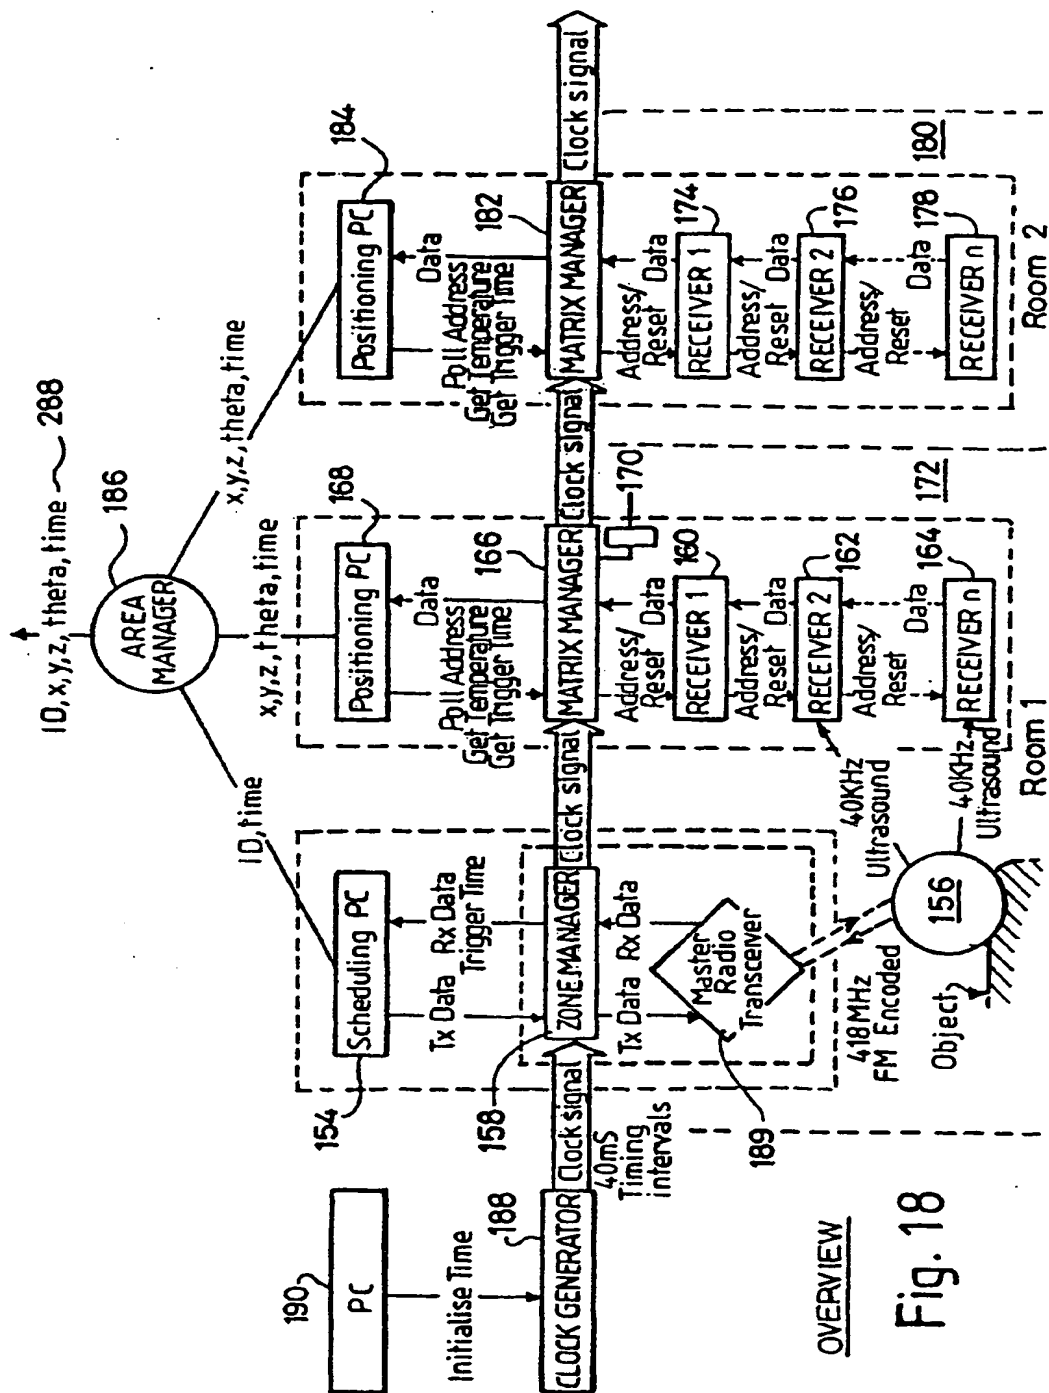 ID,x,y,z,theta,time
288
186
AREA
MANAGER
ID,time
x,y,z,theta,time
x,y,z,theta,time
190
PC
Initialise Time
188
CLOCK GENERATOR
Clock signal
40mS
Timing
intervals
154
Scheduling PC
Tx Data
Rx Data
Trigger Time
158
ZONE MANAGER
Tx Data
Rx Data
Master
Radio
Transceiver
189
Clock signal
418MHz
FM Encoded
Object
156
40KHz
Ultrasound
40KHz
Ultrasound
168
Positioning PC
Poll Address
Get Temperature
Get Trigger Time
Data
166
MATRIX MANAGER
Clock signal
170
Address/
Reset
Data
160
RECEIVER 1
Address/
Reset
Data
162
RECEIVER 2
Address/
Reset
Data
164
RECEIVER n
172
Room 1
184
Positioning PC
Poll Address
Get Temperature
Get Trigger Time
Data
182
MATRIX MANAGER
Clock signal
Address/
Reset
Data
174
RECEIVER 1
Address/
Reset
Data
176
RECEIVER 2
Address/
Reset
Data
178
RECEIVER n
180
Room 2
OVERVIEW
Fig. 18